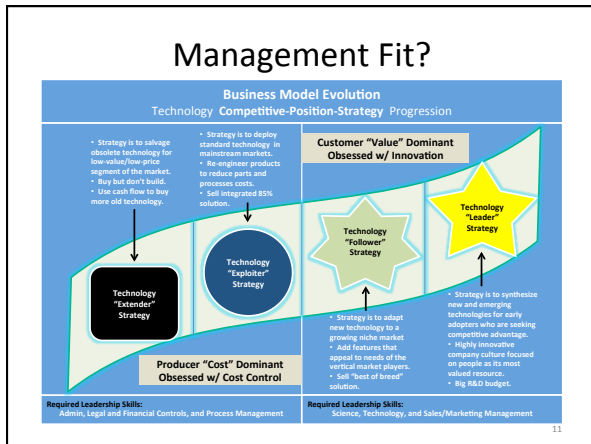 Management Fit?
Business Model Evolution
Technology Competitive-Position-Strategy Progression
• Strategy is to salvage
obsolete technology for
low-value/low-price
segment of the market.
• Buy but don't build.
• Use cash flow to buy
more old technology.
• Strategy is to deploy
standard technology in
mainstream markets.
• Re-engineer products
to reduce parts and
processes costs.
• Sell integrated 85%
solution.
Customer "Value" Dominant
Obsessed w/ Innovation
Technology
"Extender"
Strategy
Technology
"Exploiter"
Strategy
Technology
"Follower"
Strategy
Technology
"Leader"
Strategy
Producer "Cost" Dominant
Obsessed w/ Cost Control
• Strategy is to adapt
new technology to a
growing niche market
• Add features that
appeal to needs of the
vertical market players.
• Sell "best of breed"
solution.
• Strategy is to synthesize
new and emerging
technologies for early
adopters who are seeking
competitive advantage.
• Highly innovative
company culture focused
on people as its most
valued resource.
• Big R&D budget.
Required Leadership Skills:
Admin, Legal and Financial Controls, and Process Management
Required Leadership Skills:
Science, Technology, and Sales/Marketing Management
11